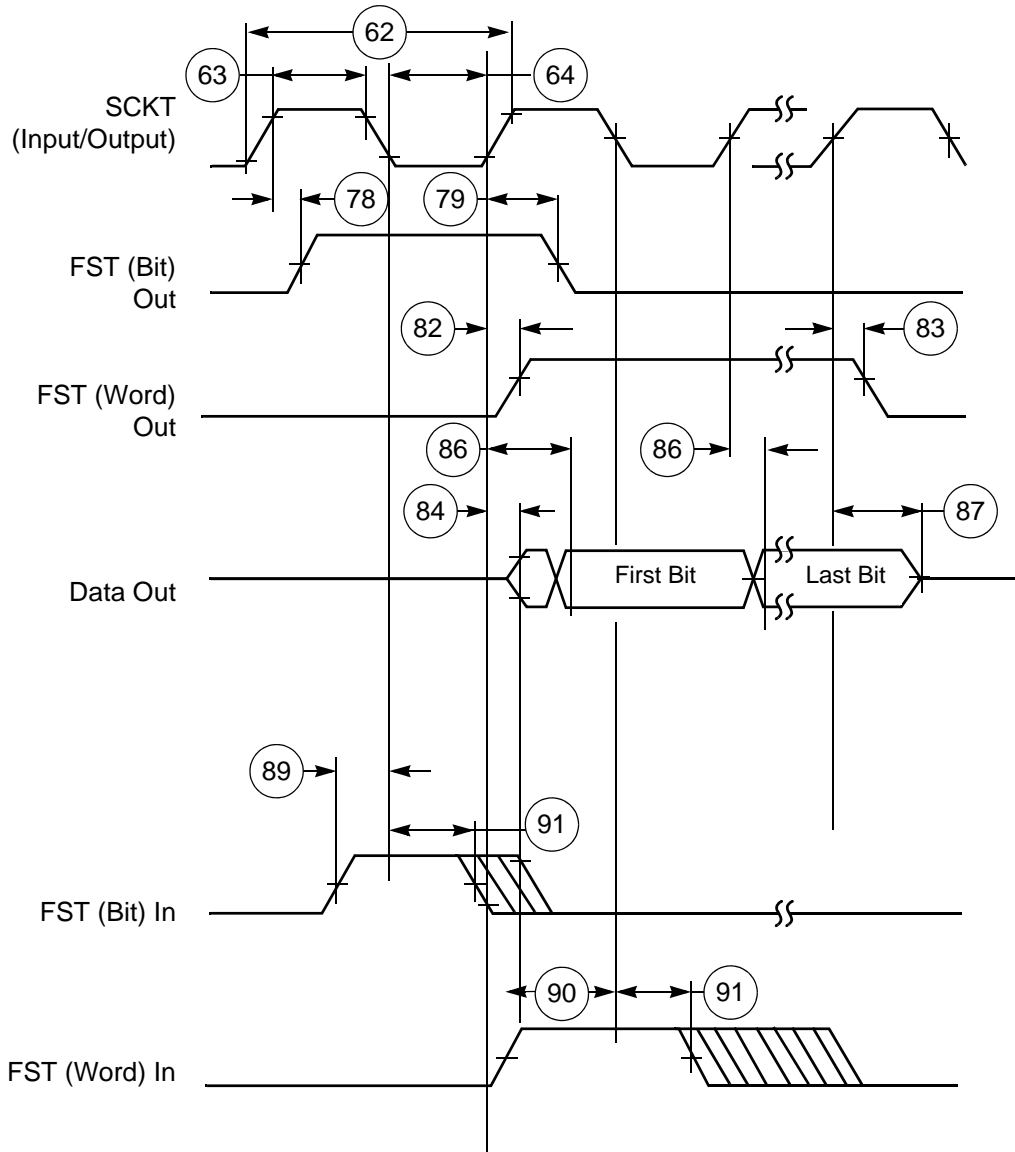 62
63
64
SCKT
(Input/Output)
78
79
FST (Bit)
Out
82
83
FST (Word)
Out
86
86
84
87
Data Out
First Bit
Last Bit
89
91
FST (Bit) In
90
91
FST (Word) In